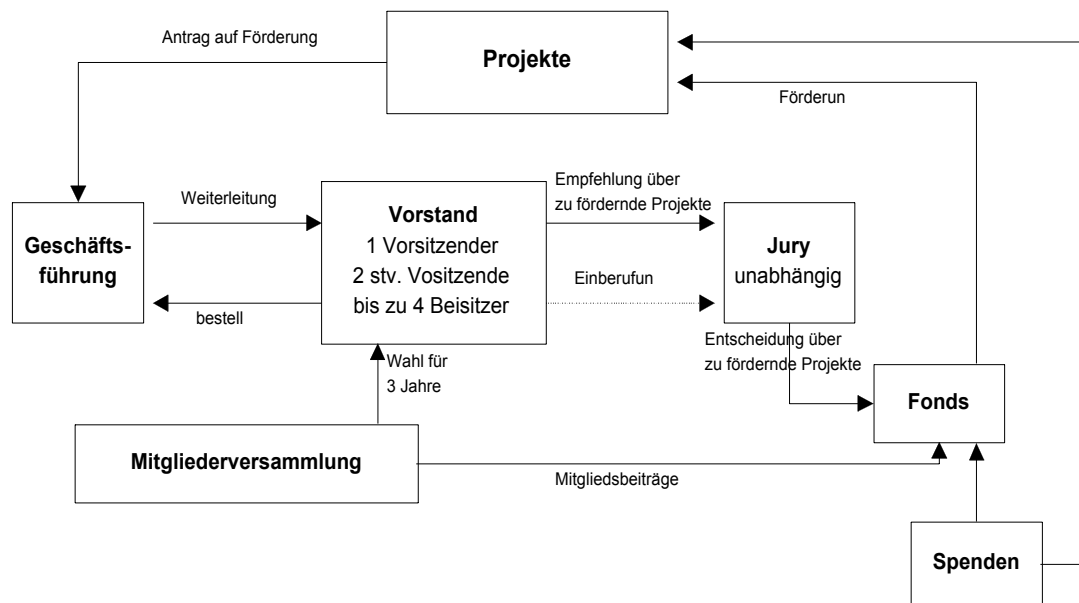 Antrag auf Förderung
Projekte
Förderun
Weiterleitung
Empfehlung über
zu fördernde Projekte
Geschäfts-
führung
Vorstand
1 Vorsitzender
2 stv. Vositzende
bis zu 4 Beisitzer
Jury
unabhängig
Einberufun
bestell
Entscheidung über
zu fördernde Projekte
Wahl für
3 Jahre
Fonds
Mitgliederversammlung
Mitgliedsbeiträge
Spenden